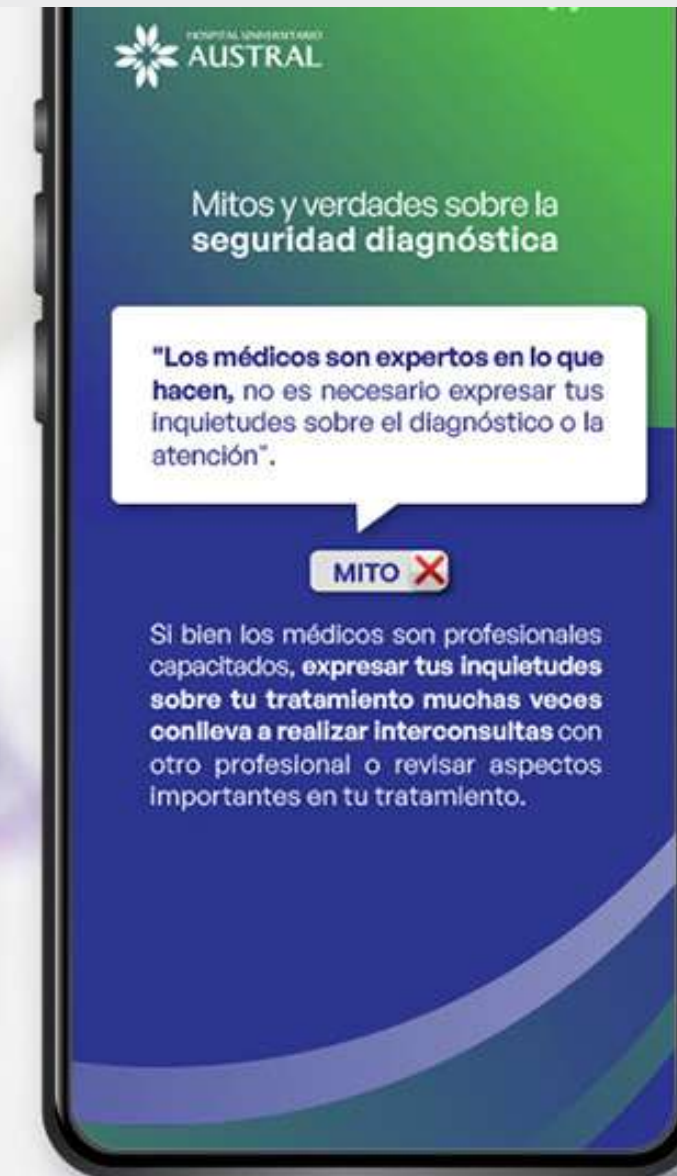 HOSPITAL UNIVERSITARIO
AUSTRAL
Mitos y verdades sobre la
seguridad diagnóstica
"Los médicos son expertos en lo que
hacen, no es necesario expresar tus
inquietudes sobre el diagnóstico o la
atención".
MITO
Si bien los médicos son profesionales
capacitados, expresar tus inquietudes
sobre tu tratamiento muchas veces
conlleva a realizar interconsultas con
otro profesional o revisar aspectos
importantes en tu tratamiento.